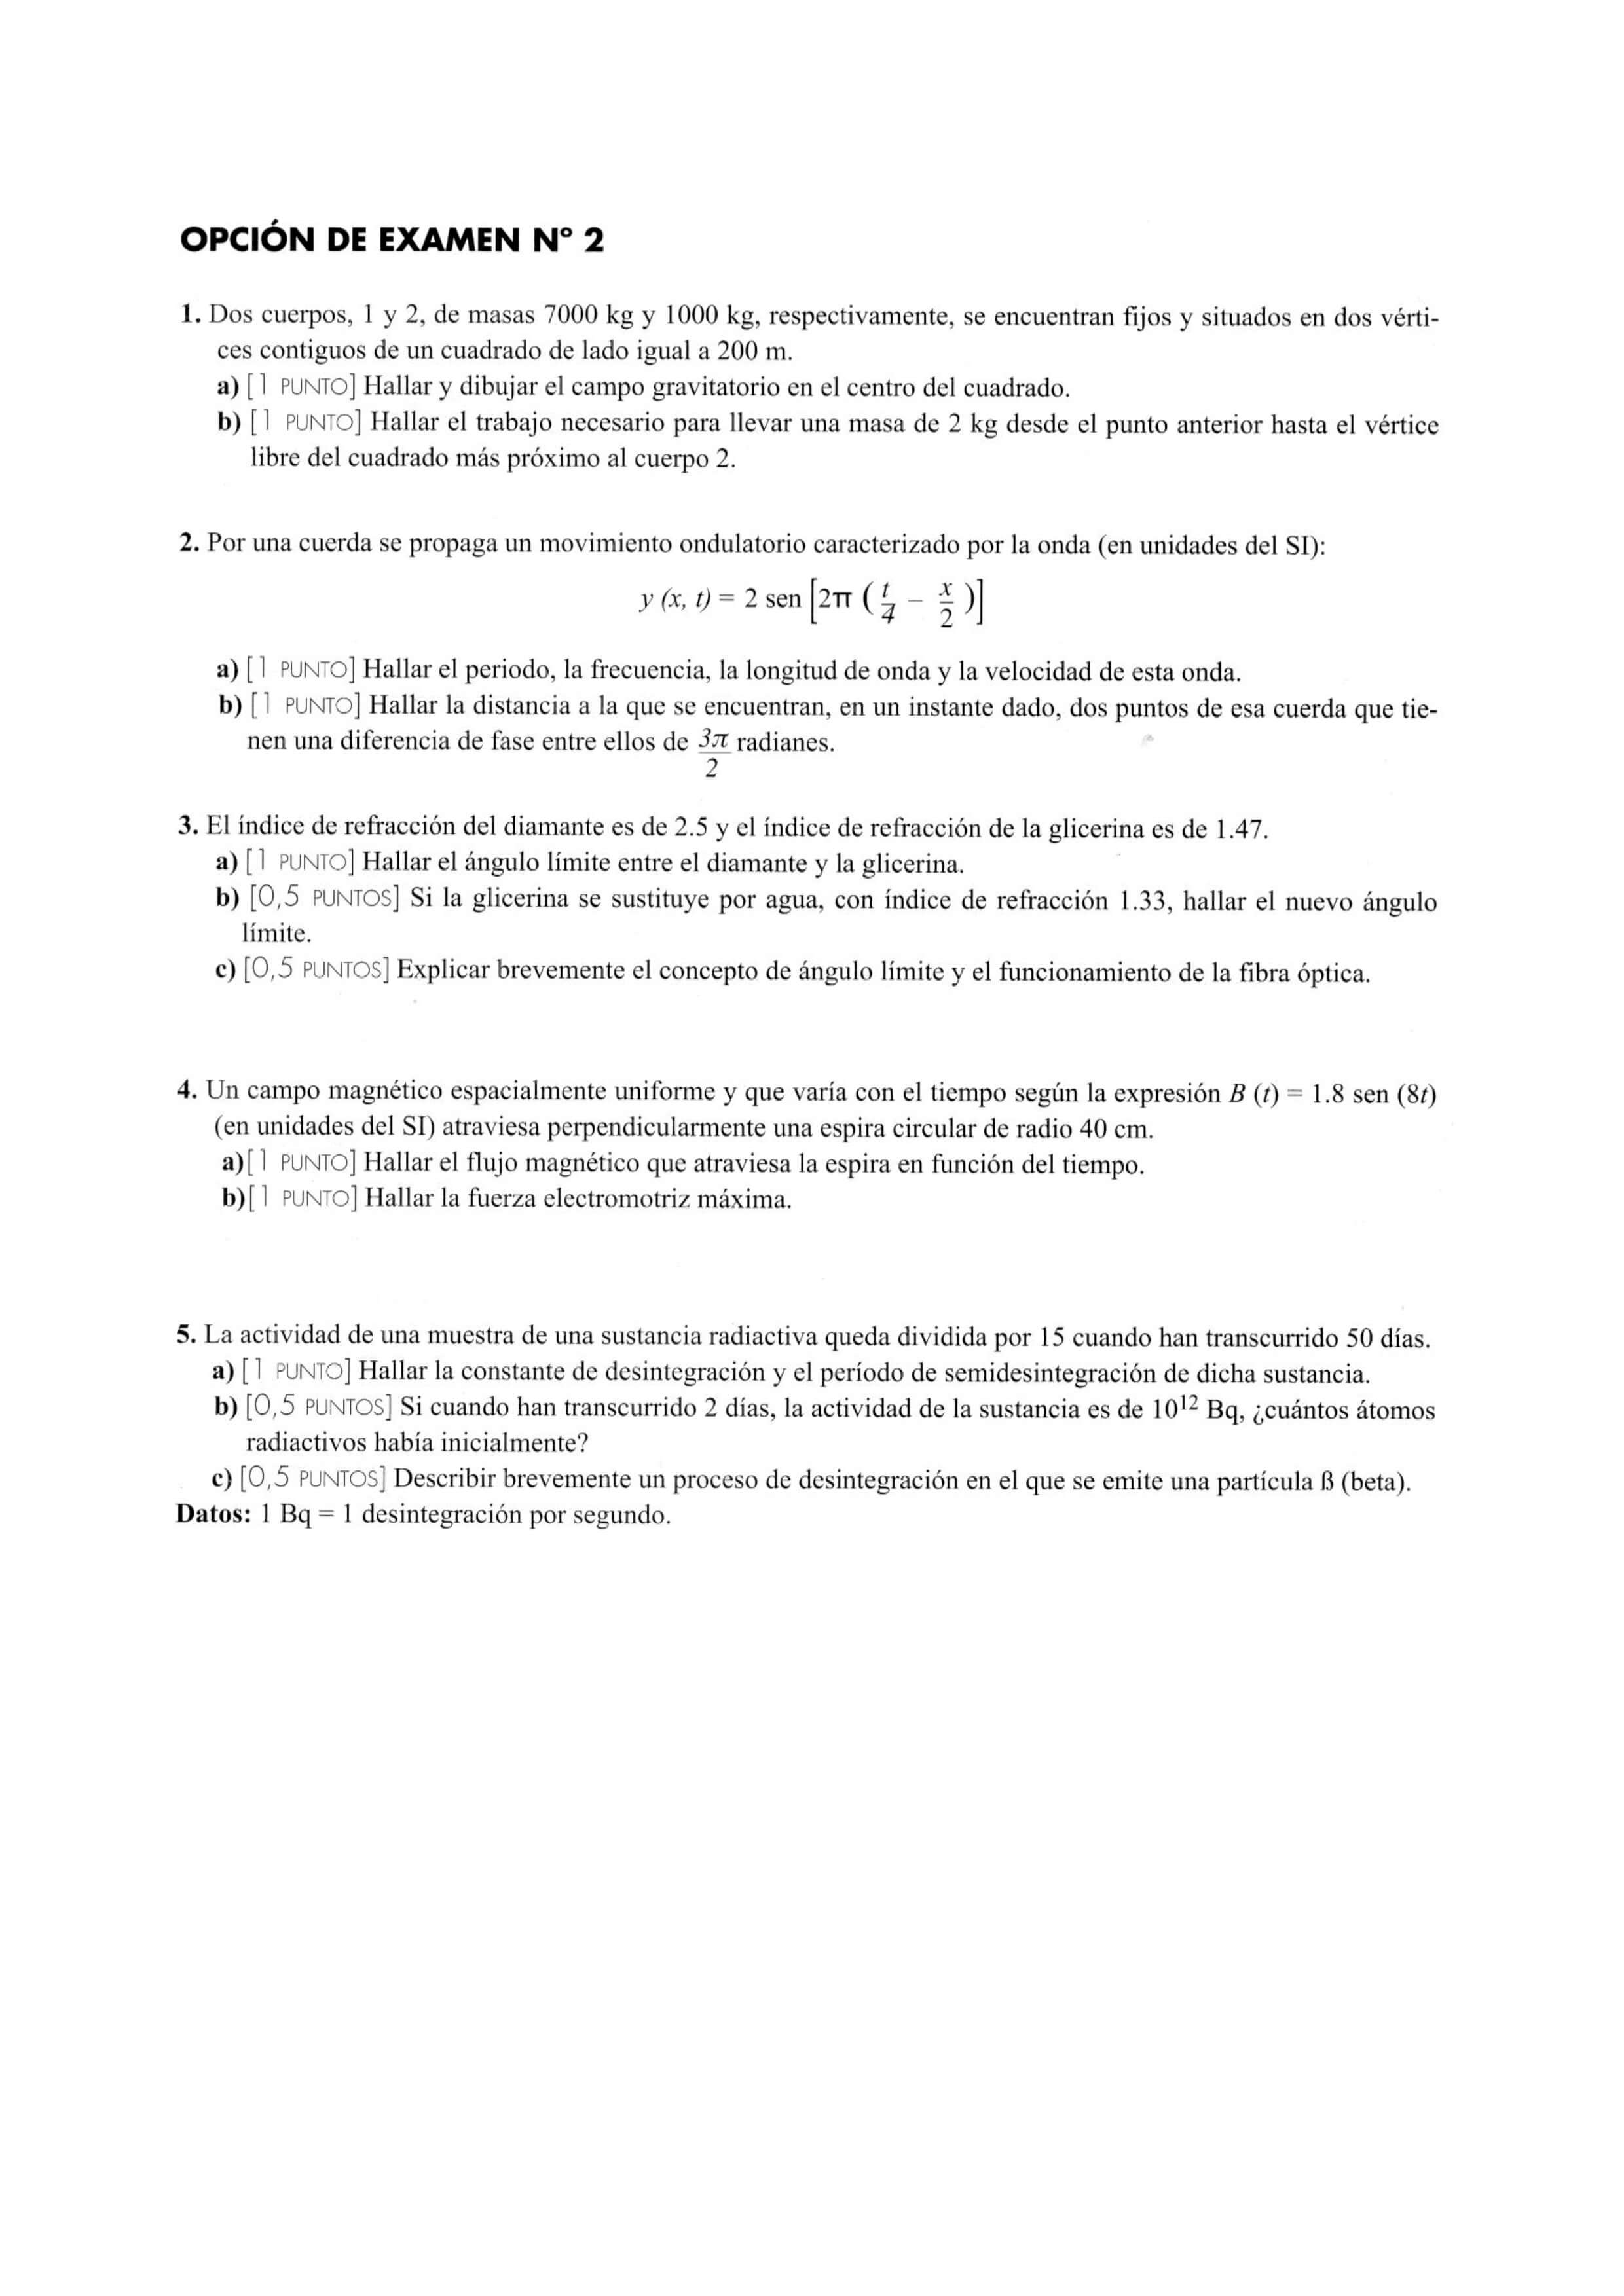 OPCIÓN DE EXAMEN Nº 2
1. Dos cuerpos, 1 y 2, de masas 7000 kg y 1000 kg, respectivamente, se encuentran fijos y situados en dos vérti-
ces contiguos de un cuadrado de lado igual a 200 m.
a) [1 PUNTO] Hallar y dibujar el campo gravitatorio en el centro del cuadrado.
b) [1 PUNTO] Hallar el trabajo necesario para llevar una masa de 2 kg desde el punto anterior hasta el vértice
libre del cuadrado más próximo al cuerpo 2.
2. Por una cuerda se propaga un movimiento ondulatorio caracterizado por la onda (en unidades del SI):
y (x, t) = 2 sen [2π (t/4 − x/2)]
a) [1 PUNTO] Hallar el periodo, la frecuencia, la longitud de onda y la velocidad de esta onda.
b) [1 PUNTO] Hallar la distancia a la que se encuentran, en un instante dado, dos puntos de esa cuerda que tie-
nen una diferencia de fase entre ellos de 3π/2 radianes.
3. El índice de refracción del diamante es de 2.5 y el índice de refracción de la glicerina es de 1.47.
a) [1 PUNTO] Hallar el ángulo límite entre el diamante y la glicerina.
b) [0,5 PUNTOS] Si la glicerina se sustituye por agua, con índice de refracción 1.33, hallar el nuevo ángulo
límite.
c) [0,5 PUNTOS] Explicar brevemente el concepto de ángulo límite y el funcionamiento de la fibra óptica.
4. Un campo magnético espacialmente uniforme y que varía con el tiempo según la expresión B (t) = 1.8 sen (8t)
(en unidades del SI) atraviesa perpendicularmente una espira circular de radio 40 cm.
a)[1 PUNTO] Hallar el flujo magnético que atraviesa la espira en función del tiempo.
b)[1 PUNTO] Hallar la fuerza electromotriz máxima.
5. La actividad de una muestra de una sustancia radiactiva queda dividida por 15 cuando han transcurrido 50 días.
a) [1 PUNTO] Hallar la constante de desintegración y el período de semidesintegración de dicha sustancia.
b) [0,5 PUNTOS] Si cuando han transcurrido 2 días, la actividad de la sustancia es de 10¹² Bq, ¿cuántos átomos
radiactivos había inicialmente?
c) [0,5 PUNTOS] Describir brevemente un proceso de desintegración en el que se emite una partícula ß (beta).
Datos: 1 Bq = 1 desintegración por segundo.